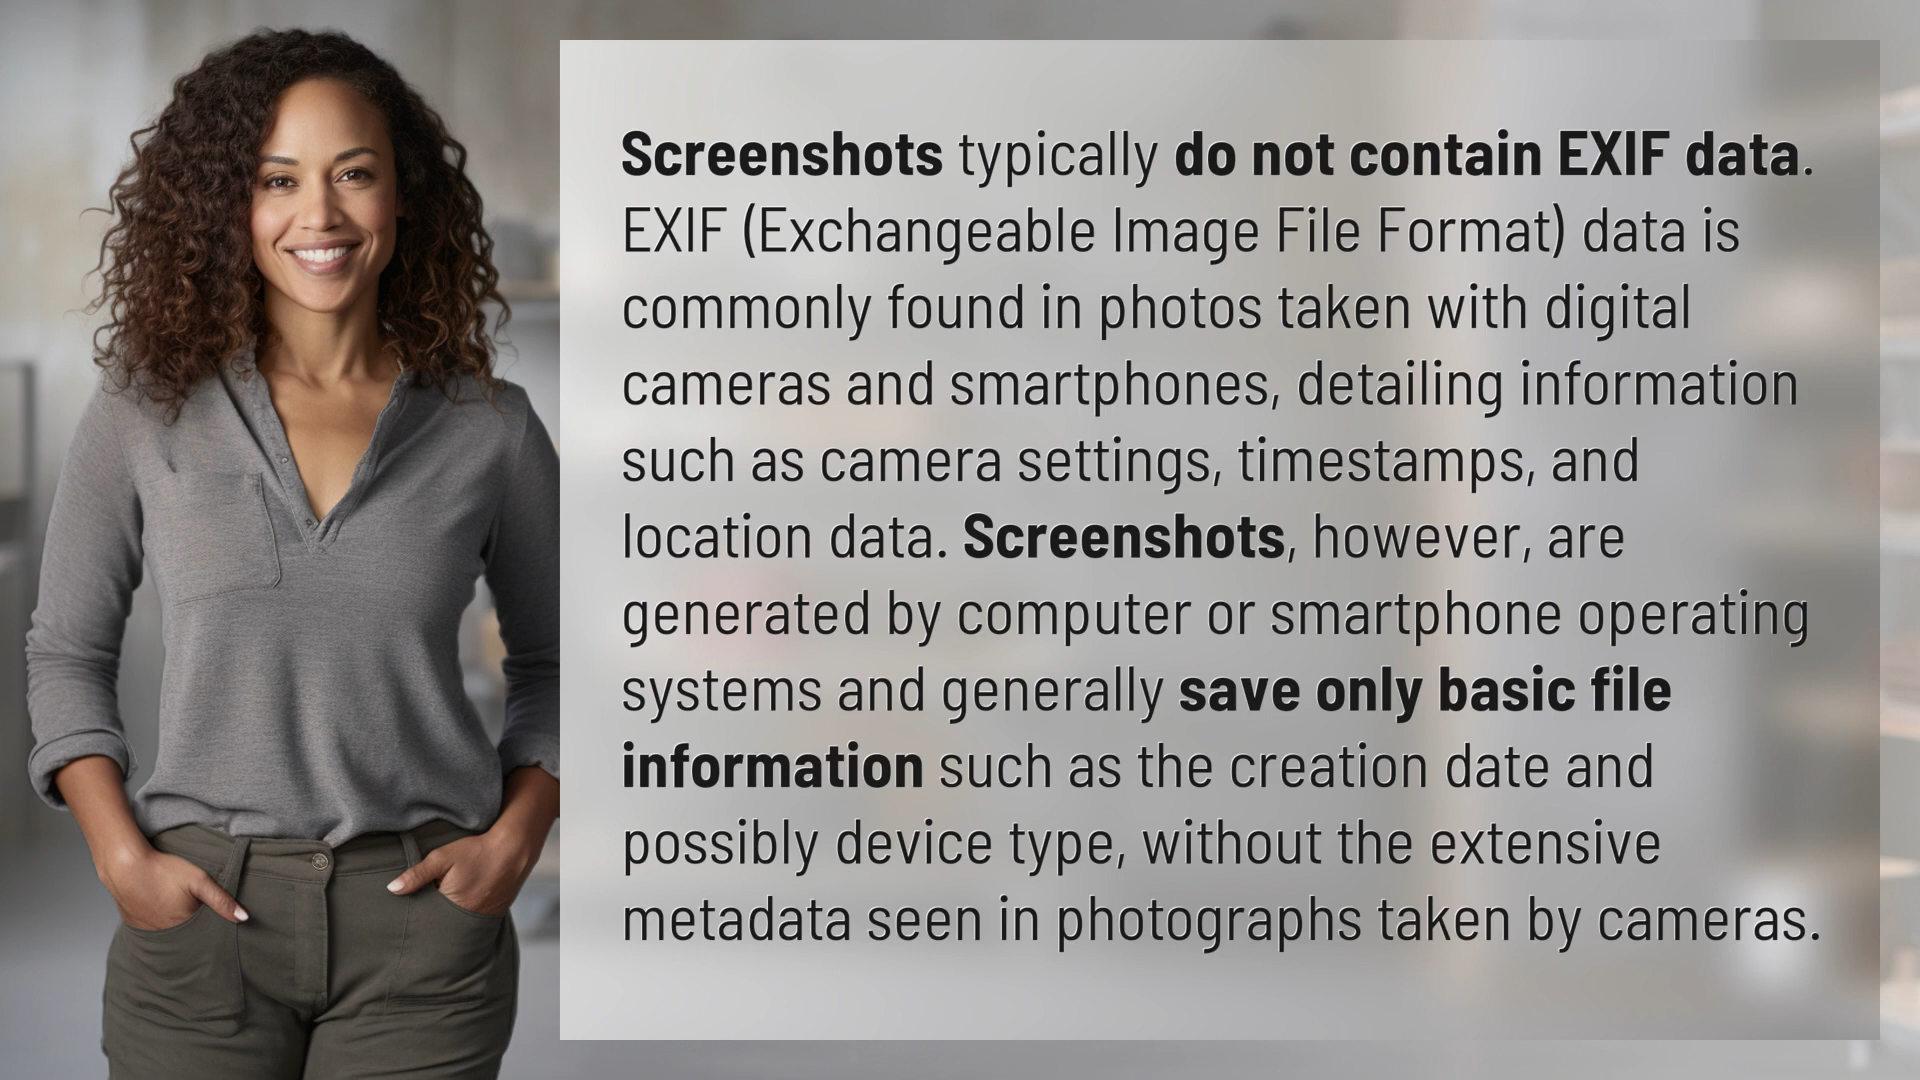 Screenshots typically do not contain EXIF data.
EXIF (Exchangeable Image File Format) data is
commonly found in photos taken with digital
cameras and smartphones, detailing information
such as camera settings, timestamps, and
location data. Screenshots, however, are
generated by computer or smartphone operating
systems and generally save only basic file
information such as the creation date and
possibly device type, without the extensive
metadata seen in photographs taken by cameras.